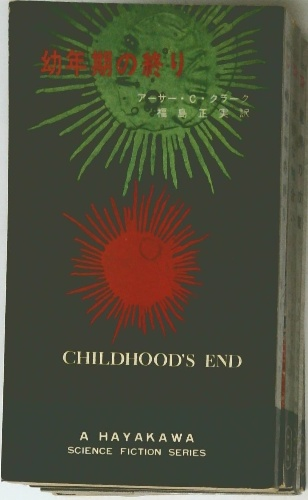 幼年期の終り
アーサー・C・クラーク
福島正実訳
CHILDHOOD'S END
A HAYAKAWA
SCIENCE FICTION SERIES